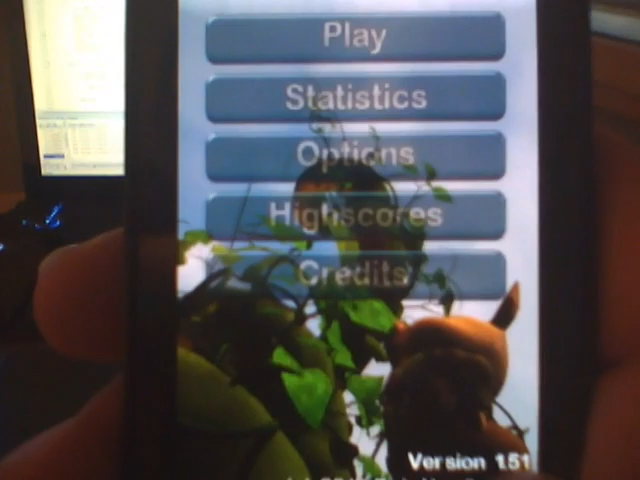 Play
Statistics
Options
Highscores
Credits
Version 1.51